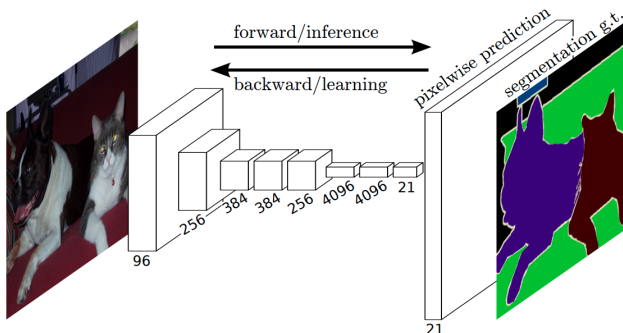 forward/inference
backward/learning
pixelwise prediction
segmentation g.t.
96
256
384
384
256
4096
4096
21
21